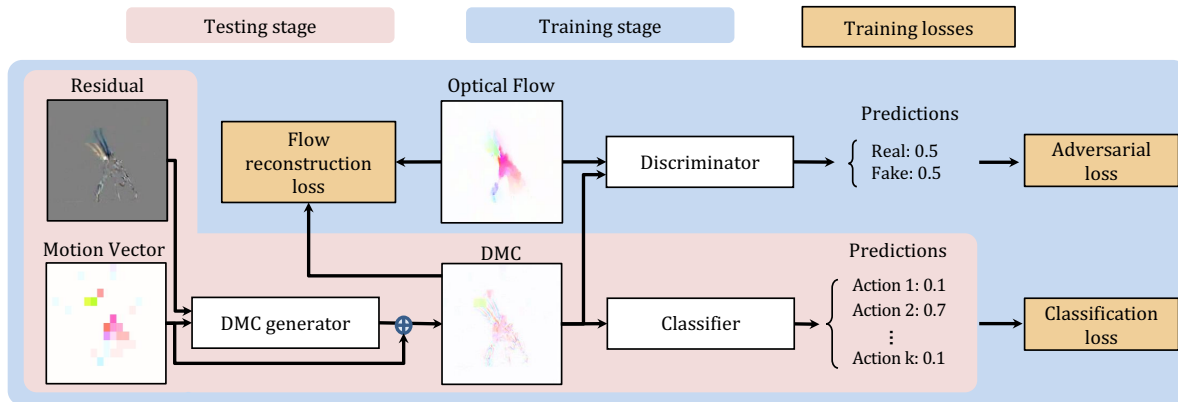 Testing stage
Training stage
Training losses
Residual
Optical Flow
Predictions
Flow
reconstruction
loss
Discriminator
Real: 0.5
Fake: 0.5
Adversarial
loss
Motion Vector
DMC
Predictions
DMC generator
Classifier
Action 1: 0.1
Action 2: 0.7
⋮
Action k: 0.1
Classification
loss